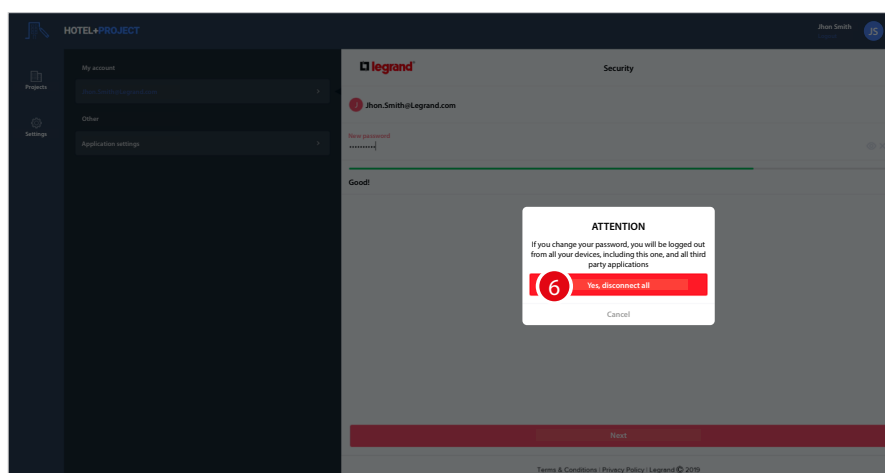 HOTEL+PROJECT
Jhon Smith
JS
My account
Projects
Other
Settings
Application settings
legrand
Security
J
Jhon.Smith@Legrand.com
New password
Good!
ATTENTION
If you change your password, you will be logged out
from all your devices, including this one, and all third
party applications
6
Yes, disconnect all
Cancel
Next
Terms & Conditions | Privacy Policy | Legrand © 2019